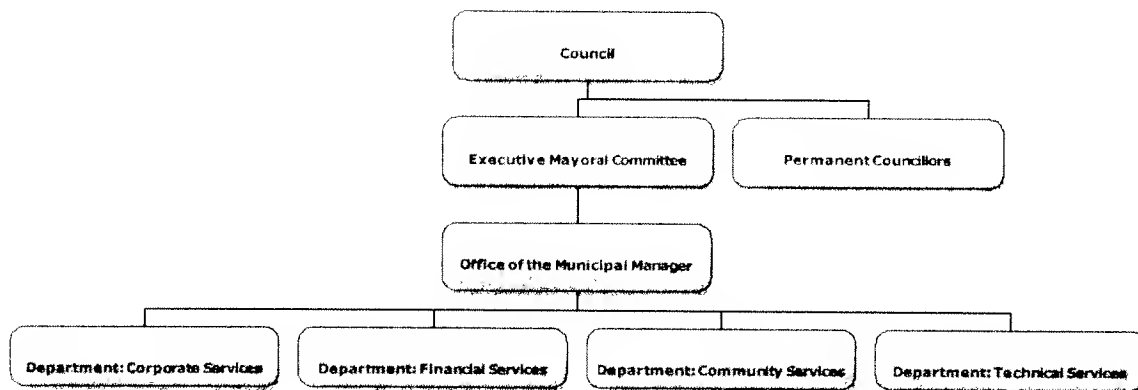 Council
Executive Mayoral Committee
Permanent Councillors
Office of the Municipal Manager
Department: Corporate Services
Department: Financial Services
Department: Community Services
Department: Technical Services